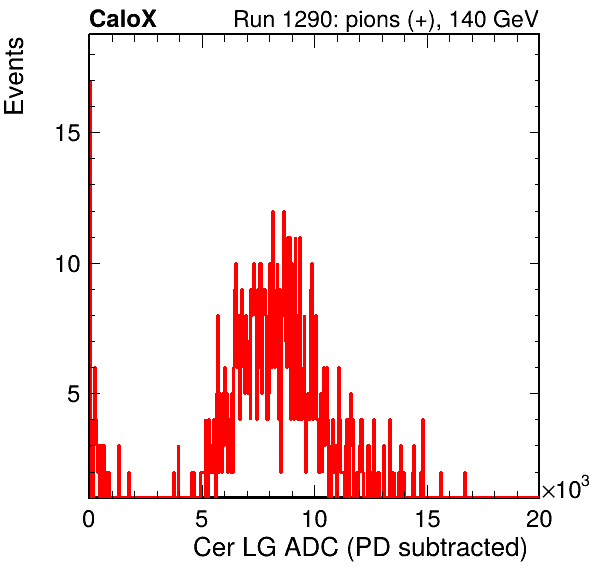 CaloX Run 1290: pions (+), 140 GeV
Events
15
10
5
0 5 10 15 20
×10³
Cer LG ADC (PD subtracted)